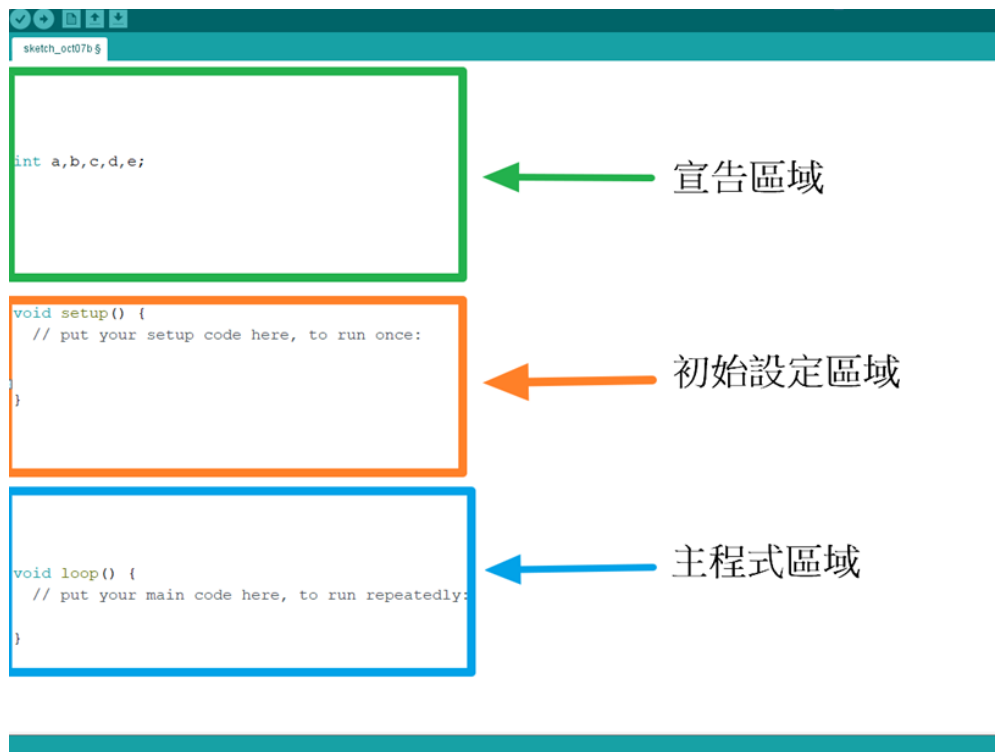 sketch_oct07b §
int a,b,c,d,e;
宣告區域
void setup() {
// put your setup code here, to run once:
初始設定區域
}
void loop() {
主程式區域
// put your main code here, to run repeatedly:
}